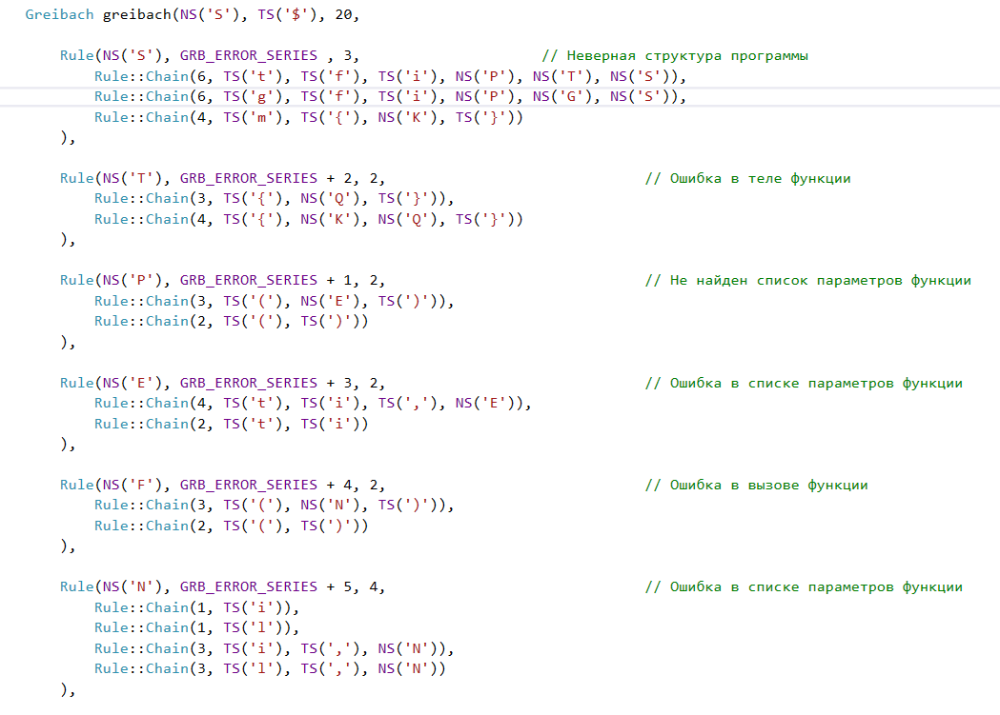 Greibach greibach(NS('S'), TS('$'), 20,
Rule(NS('S'), GRB_ERROR_SERIES , 3, // Неверная структура программы
Rule::Chain(6, TS('t'), TS('f'), TS('i'), NS('P'), NS('T'), NS('S')),
Rule::Chain(6, TS('g'), TS('f'), TS('i'), NS('P'), NS('G'), NS('S')),
Rule::Chain(4, TS('m'), TS('{'), NS('K'), TS('}'))
),
Rule(NS('T'), GRB_ERROR_SERIES + 2, 2, // Ошибка в теле функции
Rule::Chain(3, TS('{'), NS('Q'), TS('}')),
Rule::Chain(4, TS('{'), NS('K'), NS('Q'), TS('}'))
),
Rule(NS('P'), GRB_ERROR_SERIES + 1, 2, // Не найден список параметров функции
Rule::Chain(3, TS('('), NS('E'), TS(')')),
Rule::Chain(2, TS('('), TS(')'))
),
Rule(NS('E'), GRB_ERROR_SERIES + 3, 2, // Ошибка в списке параметров функции
Rule::Chain(4, TS('t'), TS('i'), TS(','), NS('E')),
Rule::Chain(2, TS('t'), TS('i'))
),
Rule(NS('F'), GRB_ERROR_SERIES + 4, 2, // Ошибка в вызове функции
Rule::Chain(3, TS('('), NS('N'), TS(')')),
Rule::Chain(2, TS('('), TS(')'))
),
Rule(NS('N'), GRB_ERROR_SERIES + 5, 4, // Ошибка в списке параметров функции
Rule::Chain(1, TS('i')),
Rule::Chain(1, TS('l')),
Rule::Chain(3, TS('i'), TS(','), NS('N')),
Rule::Chain(3, TS('l'), TS(','), NS('N'))
),